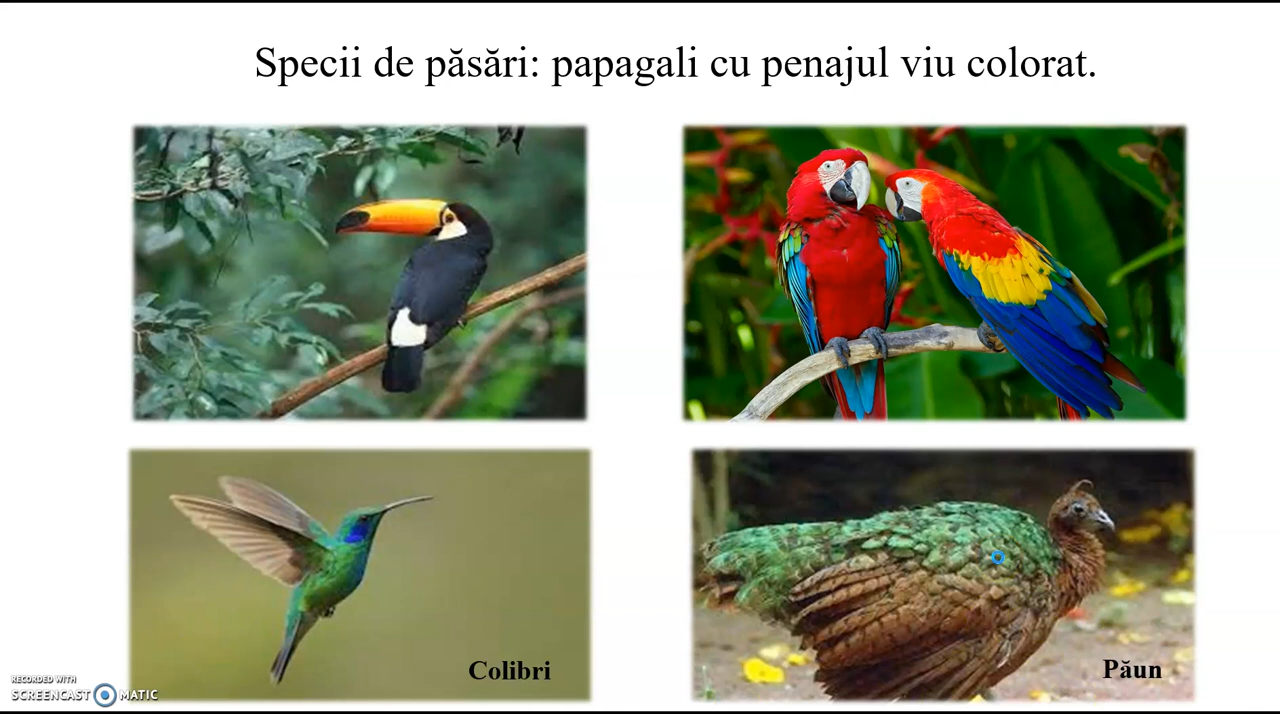 Specii de păsări: papagali cu penajul viu colorat.
Colibri
Păun
RECORDED WITH
SCREENCAST MATIC